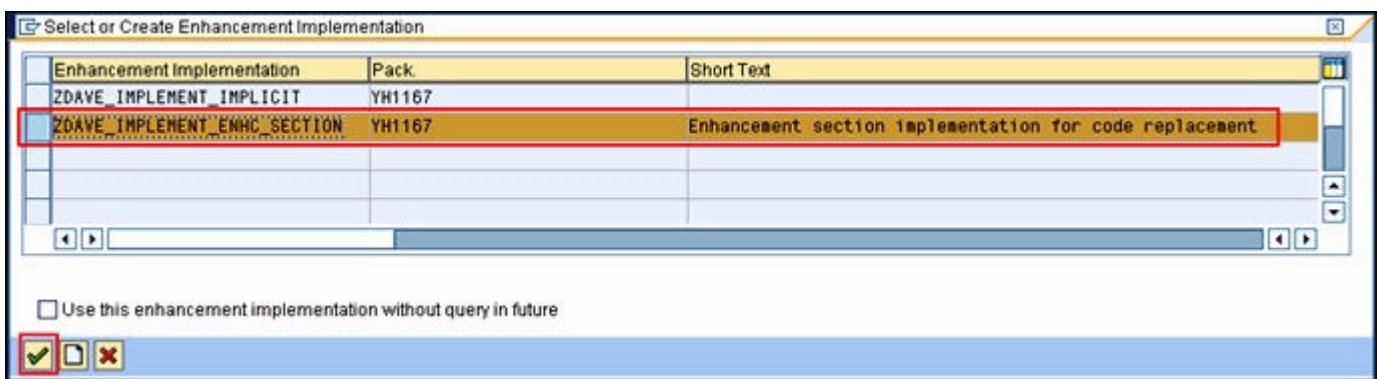 Select or Create Enhancement Implementation
Enhancement Implementation Pack. Short Text
ZDAVE_IMPLEMENT_IMPLICIT YH1167
ZDAVE_IMPLEMENT_ENHC_SECTION YH1167 Enhancement section implementation for code replacement
Use this enhancement implementation without query in future